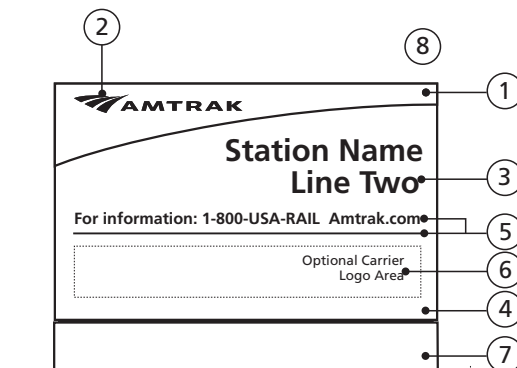 2
8
1
AMTRAK
Station Name
Line Two
3
For information: 1-800-USA-RAIL Amtrak.com
5
Optional Carrier
Logo Area
6
4
7